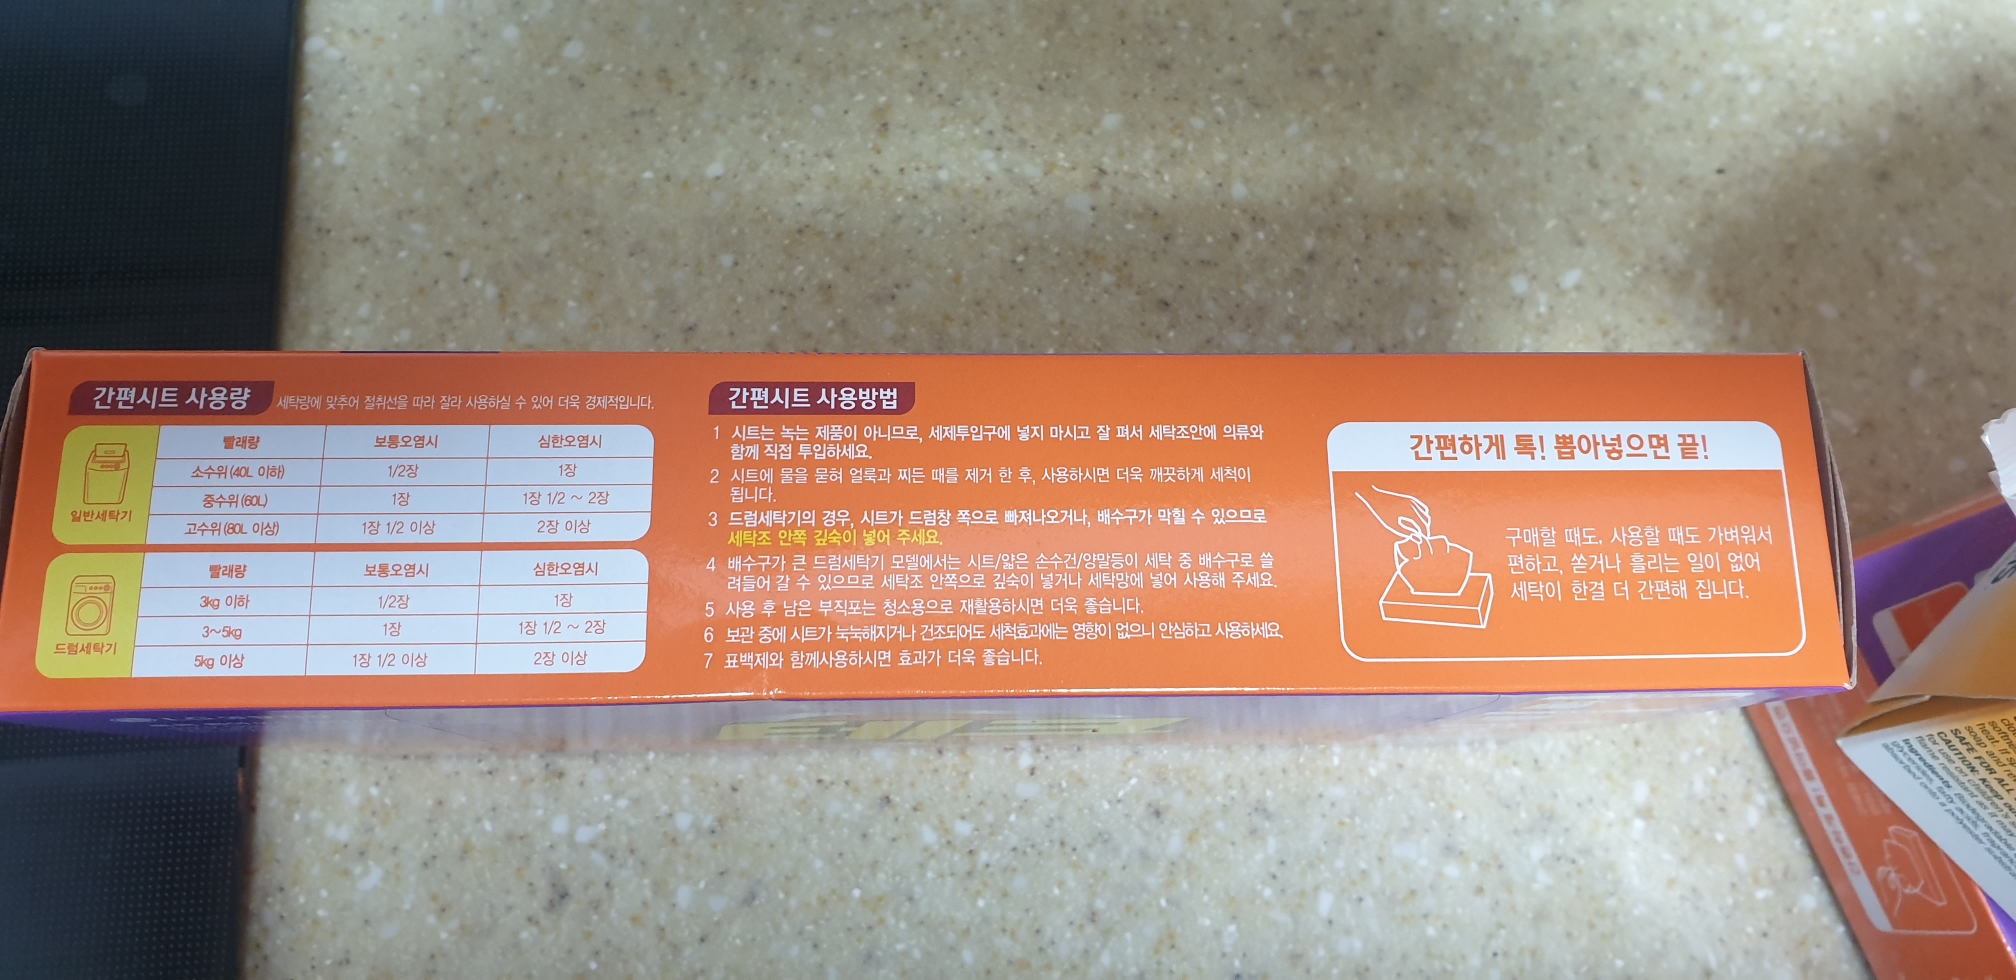 간편시트 사용량 세탁량에 맞추어 절취선을 따라 잘라 사용하실 수 있어 더욱 경제적입니다.
빨래량 보통오염시 심한오염시
소수위(40L 이하) 1/2장 1장
중수위(60L) 1장 1장 1/2 ~ 2장
고수위(80L 이상) 1장 1/2 이상 2장 이상
일반세탁기
빨래량 보통오염시 심한오염시
3kg 이하 1/2장 1장
3~5kg 1장 1장 1/2 ~ 2장
5kg 이상 1장 1/2 이상 2장 이상
드럼세탁기
간편시트 사용방법
1 시트는 녹는 제품이 아니므로, 세제투입구에 넣지 마시고 잘 펴서 세탁조안에 의류와
함께 직접 투입하세요.
2 시트에 물을 묻혀 얼룩과 찌든 때를 제거 한 후, 사용하시면 더욱 깨끗하게 세척이
됩니다.
3 드럼세탁기의 경우, 시트가 드럼창 쪽으로 빠져나오거나, 배수구가 막힐 수 있으므로
세탁조 안쪽 깊숙이 넣어 주세요.
4 배수구가 큰 드럼세탁기 모델에서는 시트/얇은 손수건/양말등이 세탁 중 배수구로 쓸
려들어 갈 수 있으므로 세탁조 안쪽으로 깊숙이 넣거나 세탁망에 넣어 사용해 주세요.
5 사용 후 남은 부직포는 청소용으로 재활용하시면 더욱 좋습니다.
6 보관 중에 시트가 눅눅해지거나 건조되어도 세척효과에는 영향이 없으니 안심하고 사용하세요.
7 표백제와 함께사용하시면 효과가 더욱 좋습니다.
간편하게 톡! 뽑아넣으면 끝!
구매할 때도, 사용할 때도 가벼워서
편하고, 쏟거나 흘리는 일이 없어
세탁이 한결 더 간편해 집니다.
SAFE FOR
CAUTION:
Ingredients: